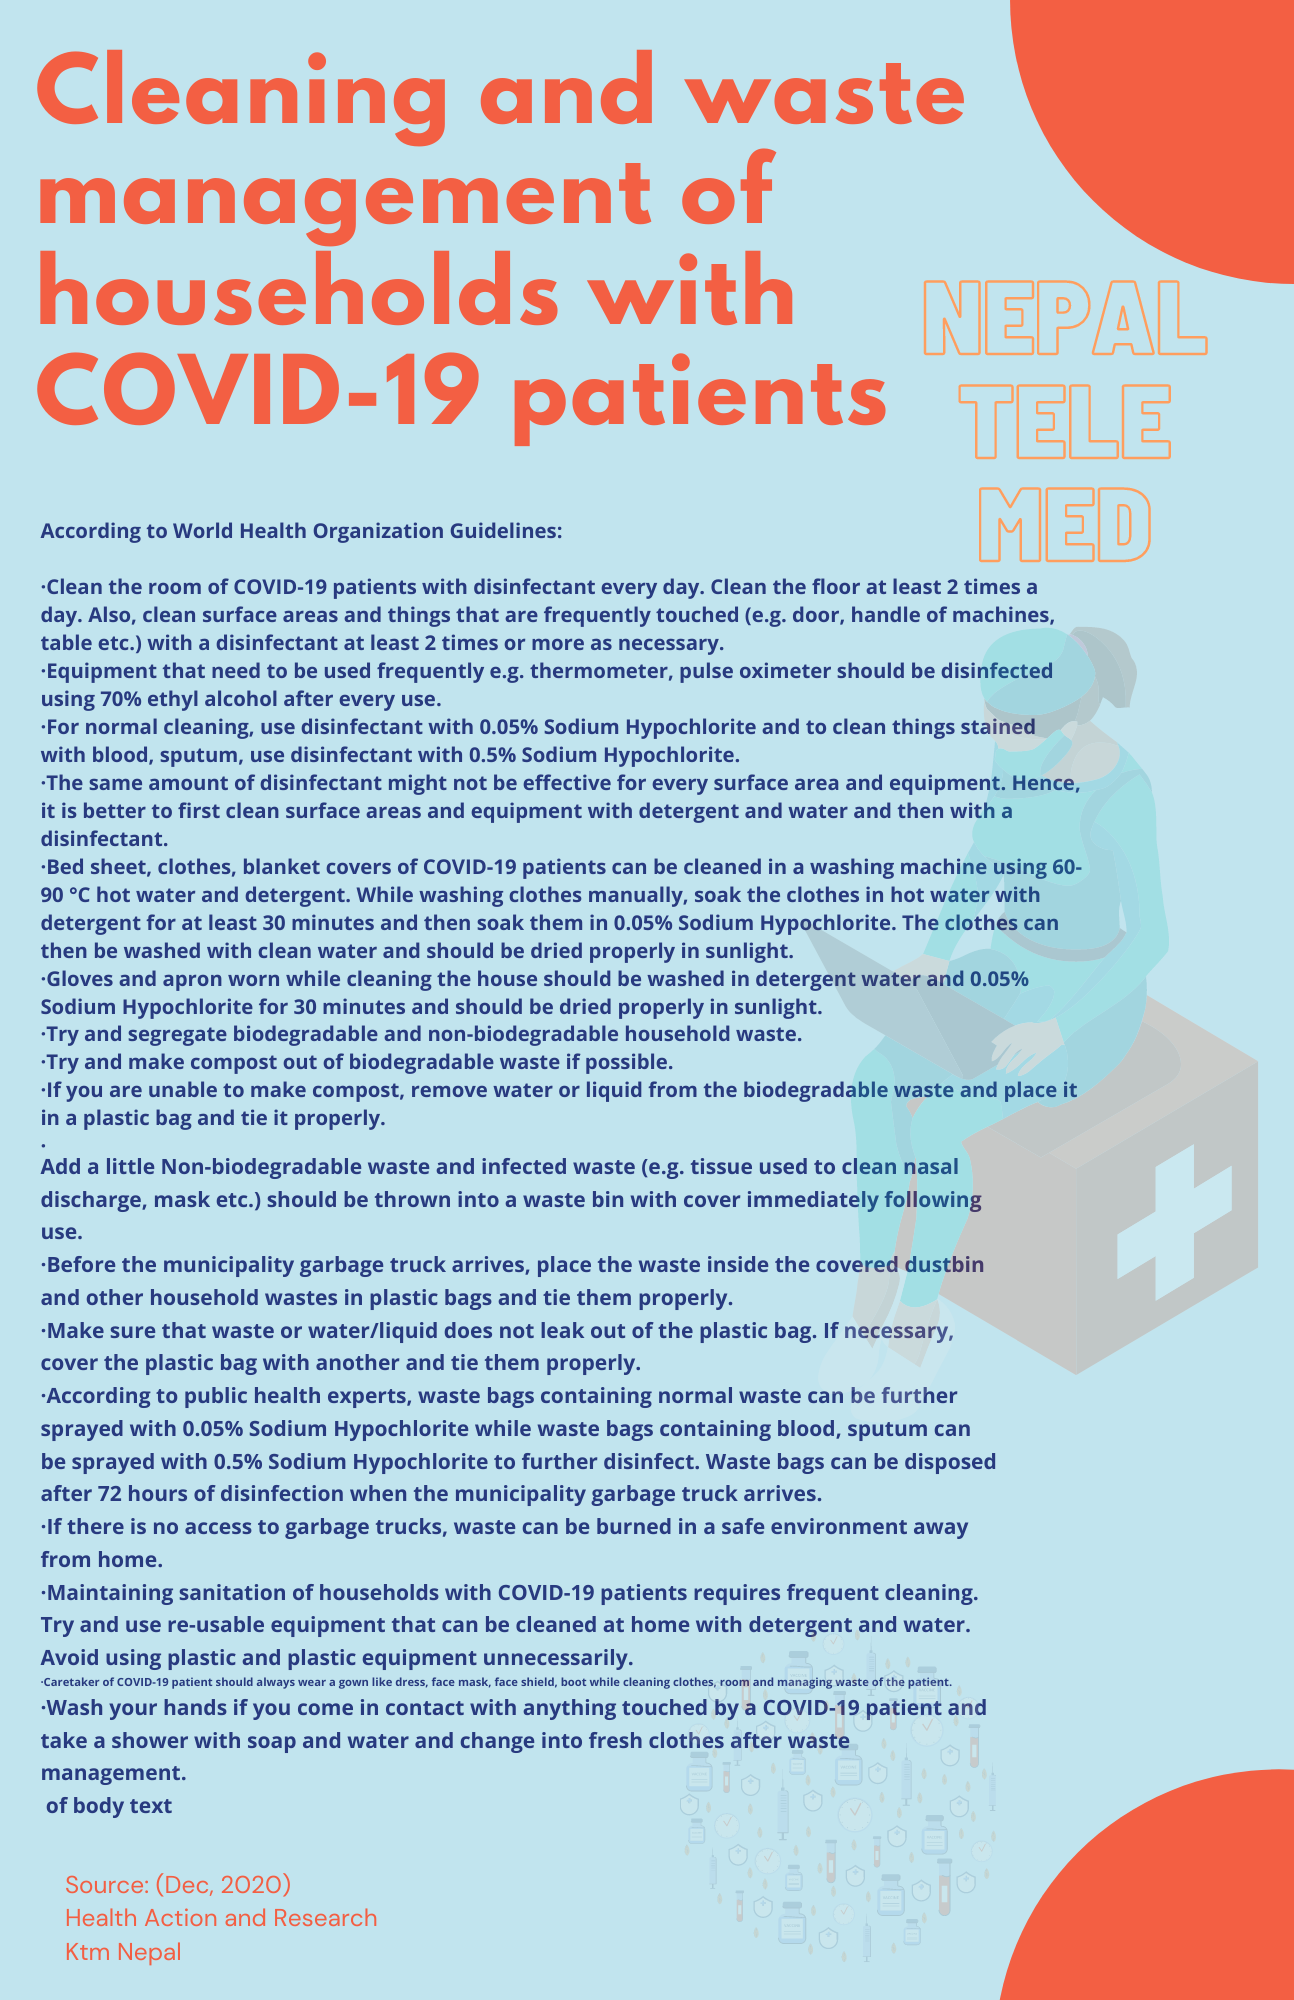 Cleaning and waste
management of
households with
COVID-19 patients
NEPAL
TELE
MED
According to World Health Organization Guidelines:
·Clean the room of COVID-19 patients with disinfectant every day. Clean the floor at least 2 times a
day. Also, clean surface areas and things that are frequently touched (e.g. door, handle of machines,
table etc.) with a disinfectant at least 2 times or more as necessary.
·Equipment that need to be used frequently e.g. thermometer, pulse oximeter should be disinfected
using 70% ethyl alcohol after every use.
·For normal cleaning, use disinfectant with 0.05% Sodium Hypochlorite and to clean things stained
with blood, sputum, use disinfectant with 0.5% Sodium Hypochlorite.
·The same amount of disinfectant might not be effective for every surface area and equipment. Hence,
it is better to first clean surface areas and equipment with detergent and water and then with a
disinfectant.
·Bed sheet, clothes, blanket covers of COVID-19 patients can be cleaned in a washing machine using 60-
90 °C hot water and detergent. While washing clothes manually, soak the clothes in hot water with
detergent for at least 30 minutes and then soak them in 0.05% Sodium Hypochlorite. The clothes can
then be washed with clean water and should be dried properly in sunlight.
·Gloves and apron worn while cleaning the house should be washed in detergent water and 0.05%
Sodium Hypochlorite for 30 minutes and should be dried properly in sunlight.
·Try and segregate biodegradable and non-biodegradable household waste.
·Try and make compost out of biodegradable waste if possible.
·If you are unable to make compost, remove water or liquid from the biodegradable waste and place it
in a plastic bag and tie it properly.
·
Add a little Non-biodegradable waste and infected waste (e.g. tissue used to clean nasal
discharge, mask etc.) should be thrown into a waste bin with cover immediately following
use.
·Before the municipality garbage truck arrives, place the waste inside the covered dustbin
and other household wastes in plastic bags and tie them properly.
·Make sure that waste or water/liquid does not leak out of the plastic bag. If necessary,
cover the plastic bag with another and tie them properly.
·According to public health experts, waste bags containing normal waste can be further
sprayed with 0.05% Sodium Hypochlorite while waste bags containing blood, sputum can
be sprayed with 0.5% Sodium Hypochlorite to further disinfect. Waste bags can be disposed
after 72 hours of disinfection when the municipality garbage truck arrives.
·If there is no access to garbage trucks, waste can be burned in a safe environment away
from home.
·Maintaining sanitation of households with COVID-19 patients requires frequent cleaning.
Try and use re-usable equipment that can be cleaned at home with detergent and water.
Avoid using plastic and plastic equipment unnecessarily.
·Caretaker of COVID-19 patient should always wear a gown like dress, face mask, face shield, boot while cleaning clothes, room and managing waste of the patient.
·Wash your hands if you come in contact with anything touched by a COVID-19 patient and
take a shower with soap and water and change into fresh clothes after waste
management.
of body text
Source: (Dec, 2020)
Health Action and Research
Ktm Nepal